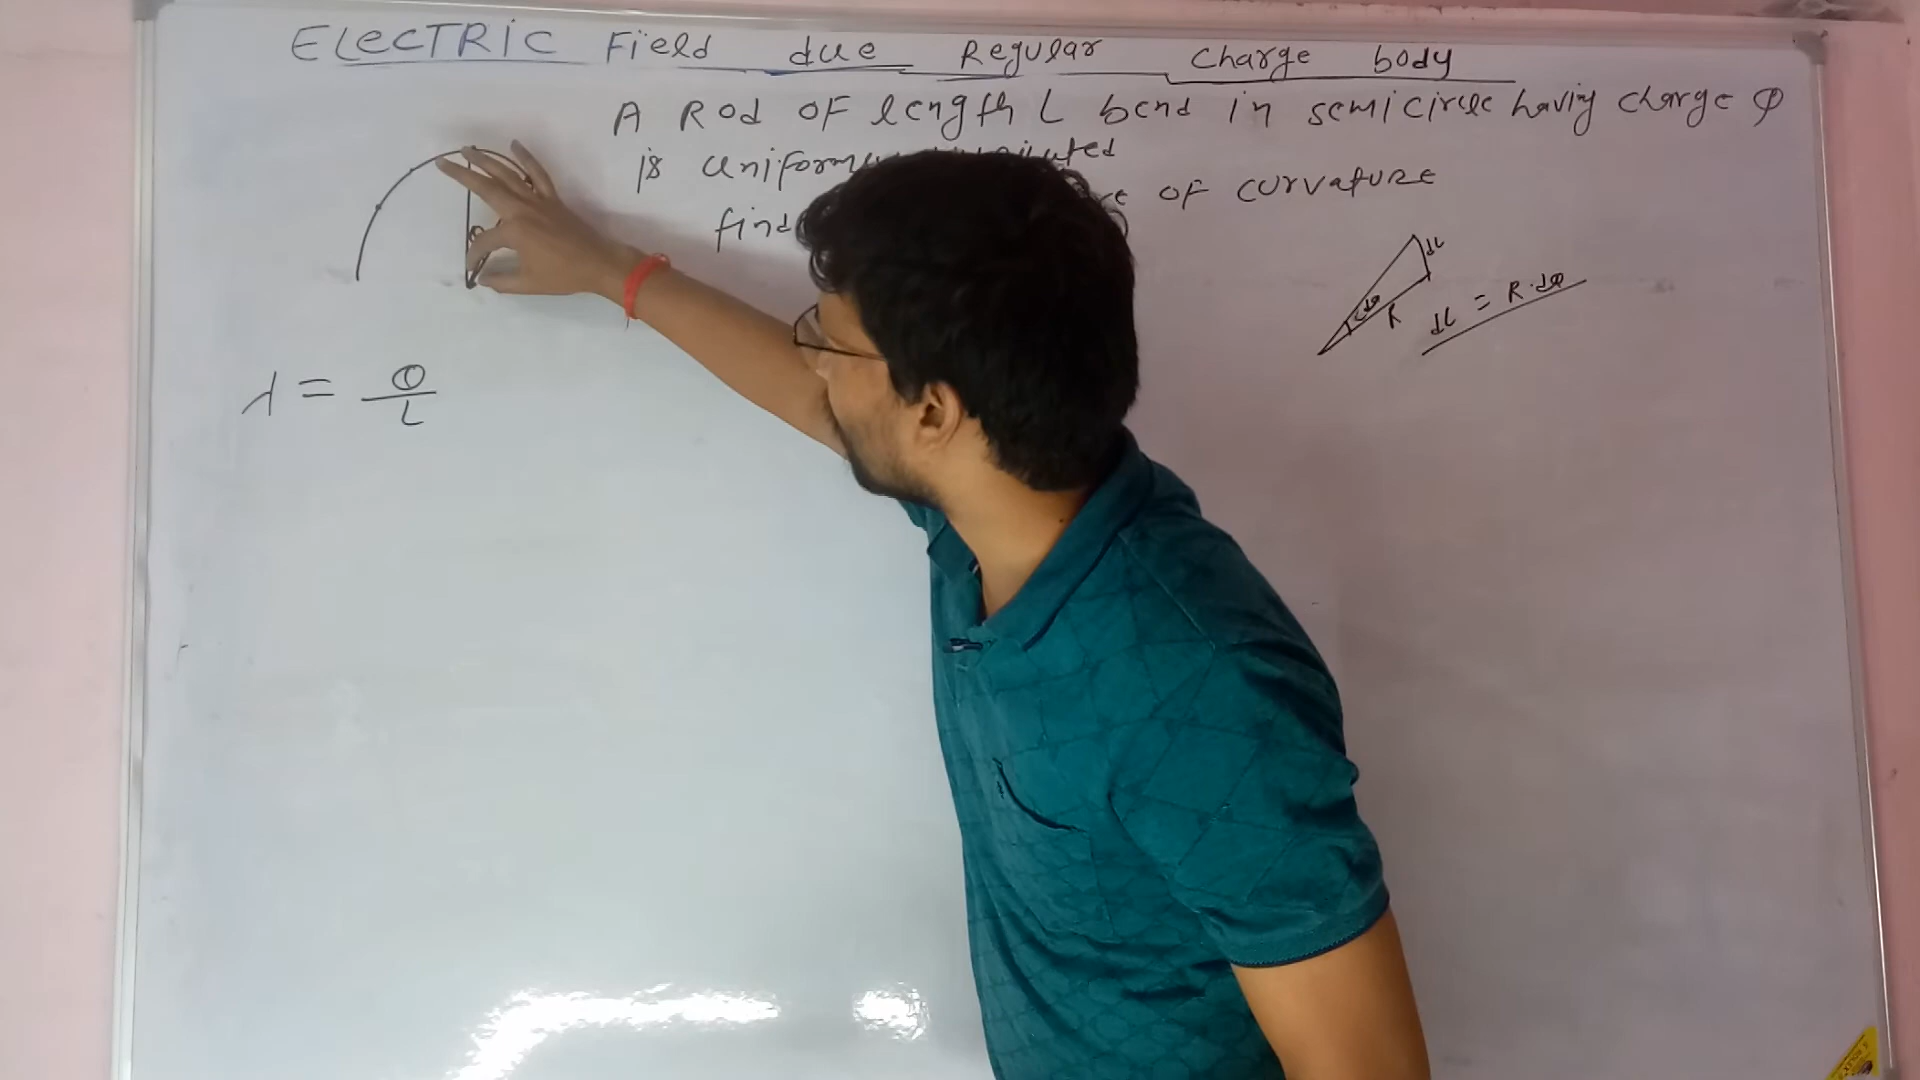 ELECTRIC Field due Regular Charge body
A Rod OF length L bend in semicircle having charge Q
is
find
OF curvature
dL
dθ
R
dL = R.dθ
θ
λ = Q/L